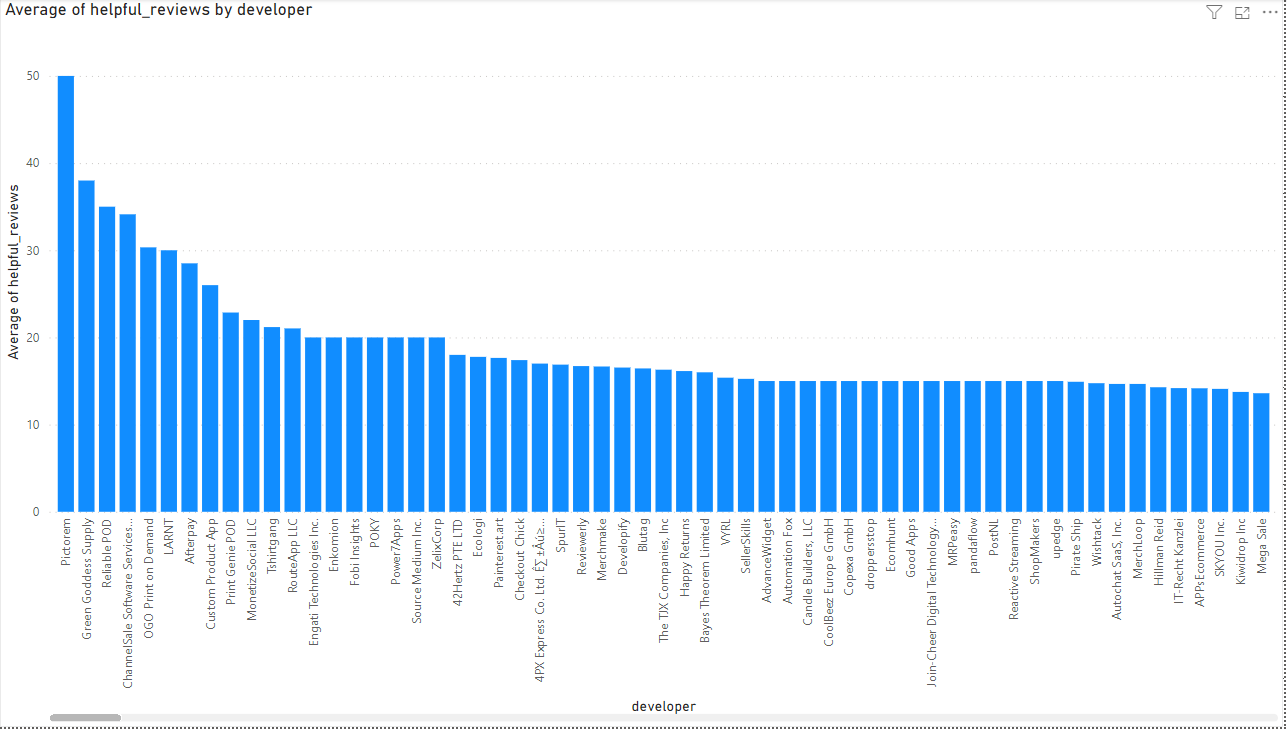 Average of helpful_reviews by developer
Average of helpful_reviews
50
40
30
20
10
0
Pictorem
Green Goddess Supply
Reliable POD
ChannelSale Software Services...
OGO Print on Demand
LARNT
Afterpay
Custom Product App
Print Genie POD
MonetizeSocial LLC
Tshirtgang
RouteApp LLC
Engati Technologies Inc.
Enkomion
Fobi Insights
POKY
Power7Apps
Source Medium Inc.
ZelixCorp
42Hertz PTE LTD
Ecologi
Painterest.art
Checkout Chick
4PX Express Co. Ltd.
SpurIT
Reviewerly
Merchmake
Developify
Blutag
The TJX Companies, Inc
Happy Returns
Bayes Theorem Limited
VYRL
SellerSkills
AdvanceWidget
Automation Fox
Candle Builders, LLC
CoolBeez Europe GmbH
Copexa GmbH
droppersstop
Ecomhunt
Good Apps
Join-Cheer Digital Technology...
MRPeasy
pandaflow
PostNL
Reactive Streaming
ShopMakers
upedge
Pirate Ship
Wishtack
Autochat SaaS, Inc.
MerchLoop
Hillman Reid
IT-Recht Kanzlei
APPsEcommerce
SKYOU Inc.
Kiwidrop Inc
Mega Sale
developer